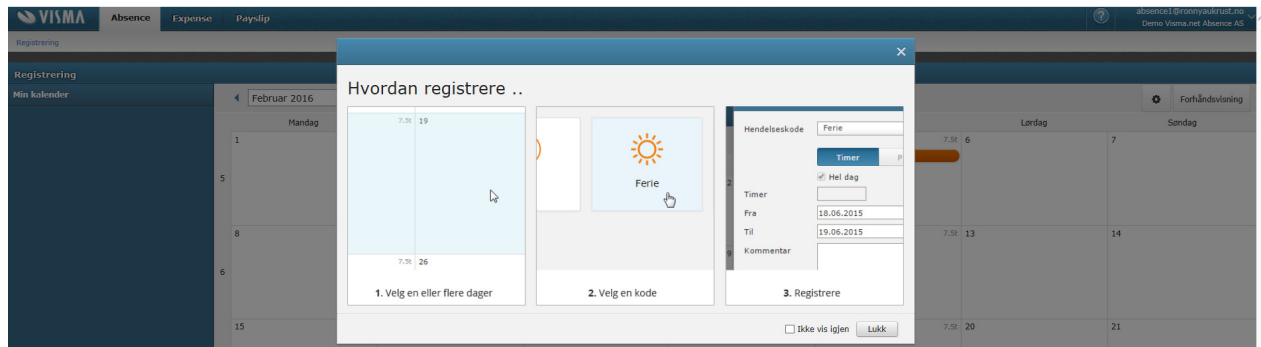 VISMA Absence Expense Payslip
absence1@ronnyaukrust.no
Demo Visma.net Absence AS
Registrering
Registrering
Min kalender
Februar 2016
Forhåndsvisning
Mandag
Lørdag
Søndag
1
7.5t 6
7
5
8
7.5t 13
14
6
15
7.5t 20
21
Hvordan registrere ..
7.5t 19
7.5t 26
1. Velg en eller flere dager
Ferie
2. Velg en kode
2
9
Hendelseskode Ferie
Timer P
Hel dag
Timer
Fra 18.06.2015
Til 19.06.2015
Kommentar
3. Registrere
Ikke vis igjen Lukk